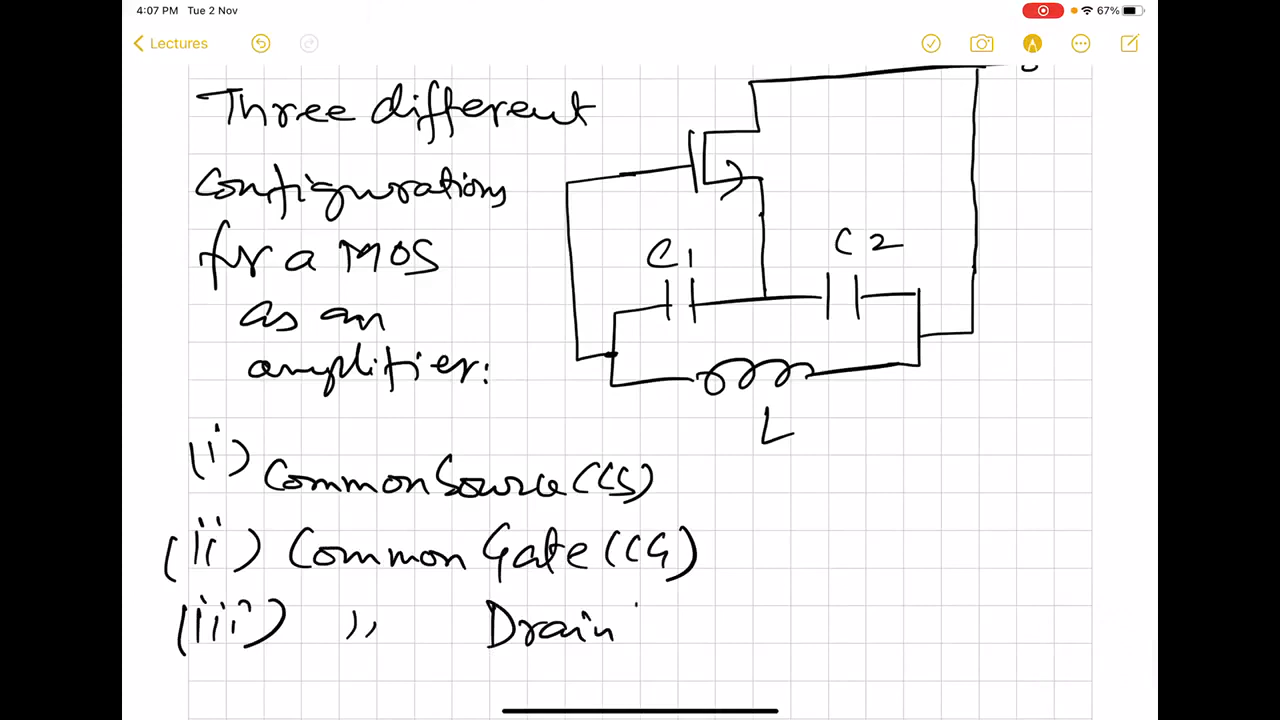 4:07 PM Tue 2 Nov
67%
Lectures
Three different
configurations
for a MOS
as an
amplifier:
C1
C2
L
(i) Common Source (CS)
(ii) Common Gate (CG)
(iii) ,, Drain